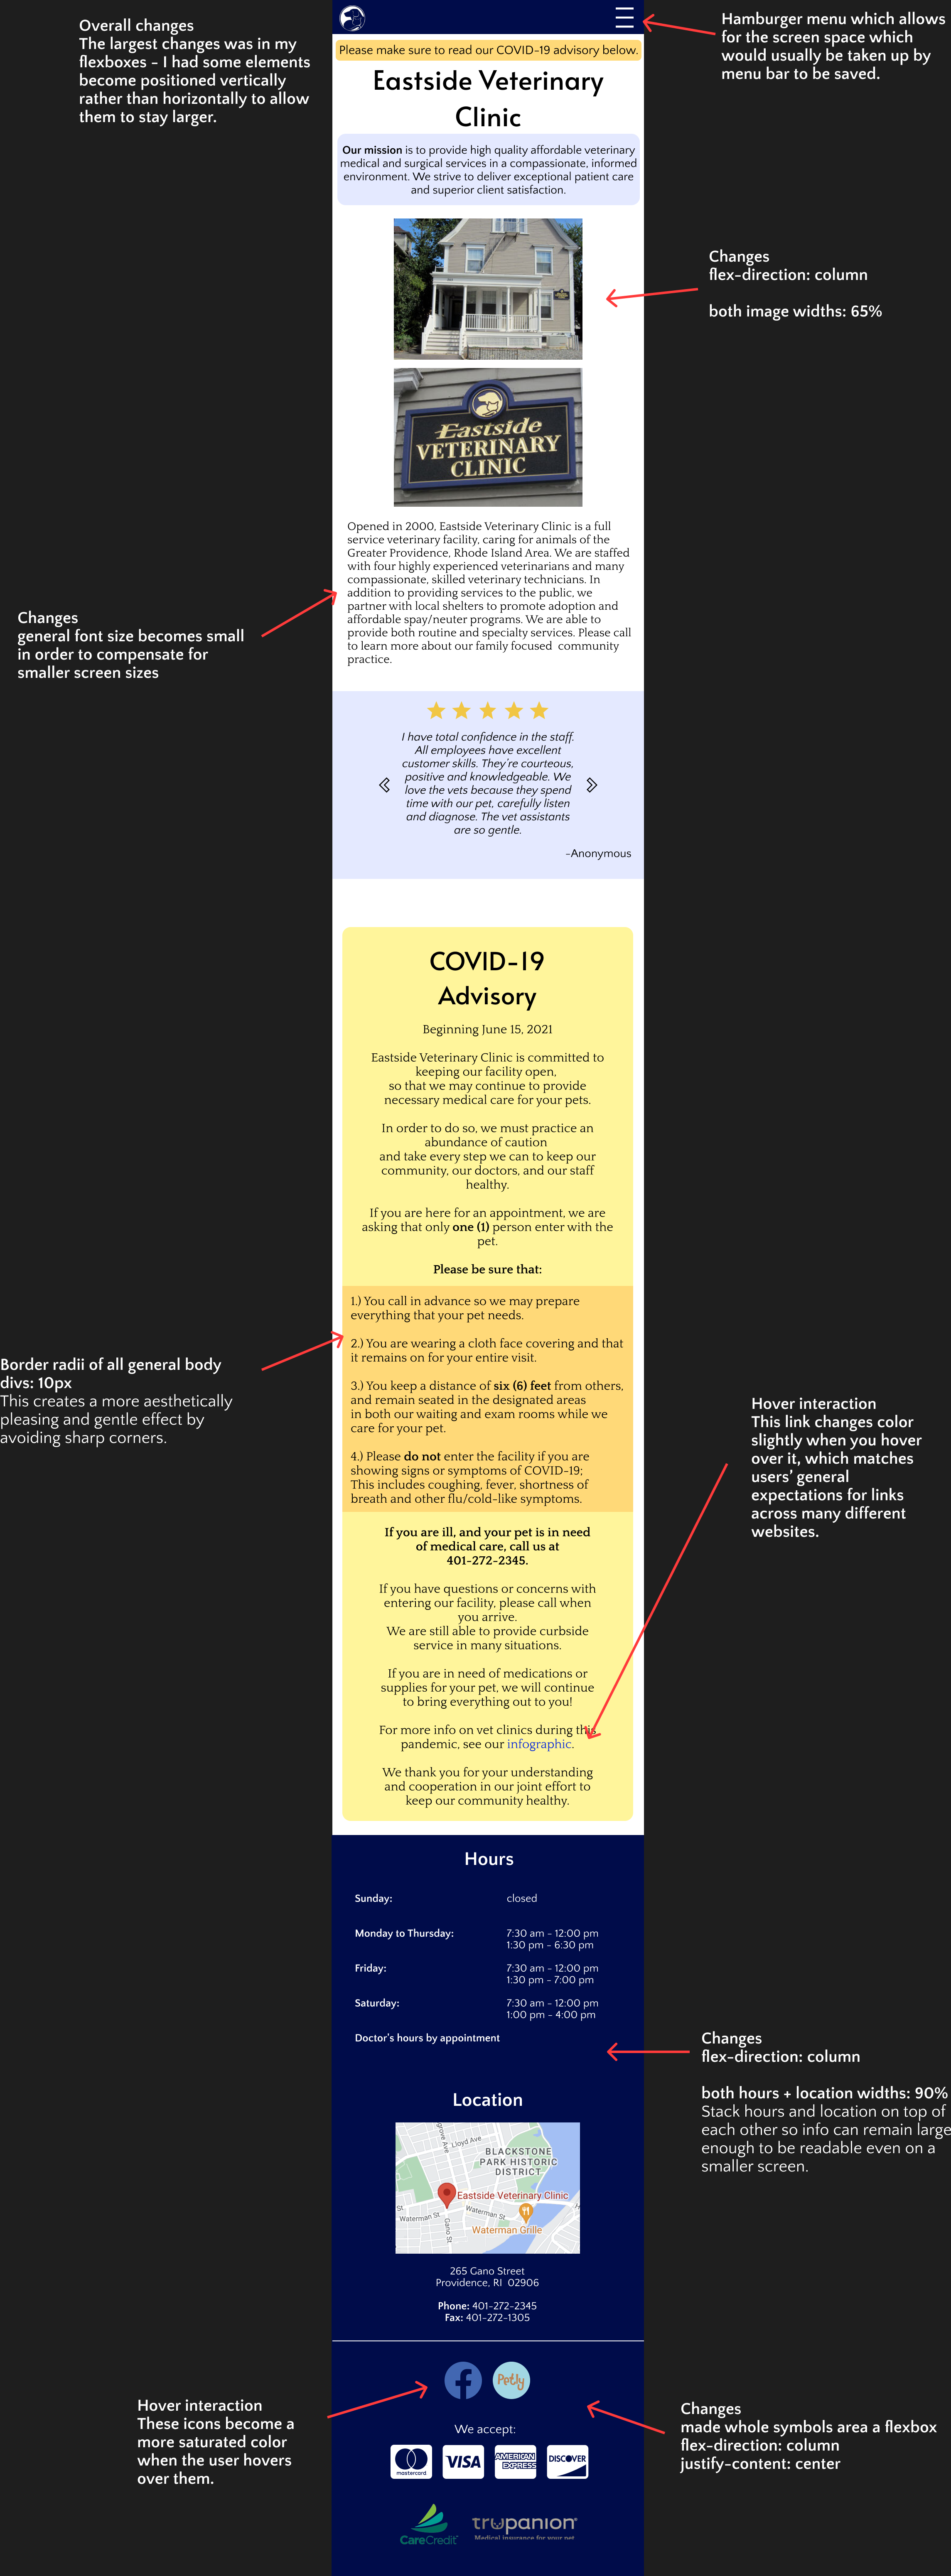 Overall changes
The largest changes was in my
flexboxes - I had some elements
become positioned vertically
rather than horizontally to allow
them to stay larger.
Hamburger menu which allows
for the screen space which
would usually be taken up by
menu bar to be saved.
Please make sure to read our COVID-19 advisory below.
Eastside Veterinary
Clinic
Our mission is to provide high quality affordable veterinary
medical and surgical services in a compassionate, informed
environment. We strive to deliver exceptional patient care
and superior client satisfaction.
Changes
flex-direction: column
both image widths: 65%
Eastside
VETERINARY
CLINIC
Opened in 2000, Eastside Veterinary Clinic is a full
service veterinary facility, caring for animals of the
Greater Providence, Rhode Island Area. We are staffed
with four highly experienced veterinarians and many
compassionate, skilled veterinary technicians. In
addition to providing services to the public, we
partner with local shelters to promote adoption and
affordable spay/neuter programs. We are able to
provide both routine and specialty services. Please call
to learn more about our family focused  community
practice.
Changes
general font size becomes small
in order to compensate for
smaller screen sizes
I have total confidence in the staff.
All employees have excellent
customer skills. They're courteous,
positive and knowledgeable. We
love the vets because they spend
time with our pet, carefully listen
and diagnose. The vet assistants
are so gentle.
-Anonymous
COVID-19
Advisory
Beginning June 15, 2021
Eastside Veterinary Clinic is committed to
keeping our facility open,
so that we may continue to provide
necessary medical care for your pets.
In order to do so, we must practice an
abundance of caution
and take every step we can to keep our
community, our doctors, and our staff
healthy.
If you are here for an appointment, we are
asking that only one (1) person enter with the
pet.
Please be sure that:
1.) You call in advance so we may prepare
everything that your pet needs.
2.) You are wearing a cloth face covering and that
it remains on for your entire visit.
3.) You keep a distance of six (6) feet from others,
and remain seated in the designated areas
in both our waiting and exam rooms while we
care for your pet.
4.) Please do not enter the facility if you are
showing signs or symptoms of COVID-19;
This includes coughing, fever, shortness of
breath and other flu/cold-like symptoms.
Border radii of all general body
divs: 10px
This creates a more aesthetically
pleasing and gentle effect by
avoiding sharp corners.
Hover interaction
This link changes color
slightly when you hover
over it, which matches
users' general
expectations for links
across many different
websites.
If you are ill, and your pet is in need
of medical care, call us at
401-272-2345.
If you have questions or concerns with
entering our facility, please call when
you arrive.
We are still able to provide curbside
service in many situations.
If you are in need of medications or
supplies for your pet, we will continue
to bring everything out to you!
For more info on vet clinics during this
pandemic, see our infographic.
We thank you for your understanding
and cooperation in our joint effort to
keep our community healthy.
Hours
Sunday: closed
Monday to Thursday: 7:30 am - 12:00 pm
1:30 pm - 6:30 pm
Friday: 7:30 am - 12:00 pm
1:30 pm - 7:00 pm
Saturday: 7:30 am - 12:00 pm
1:00 pm - 4:00 pm
Doctor's hours by appointment
Changes
flex-direction: column
both hours + location widths: 90%
Stack hours and location on top of
each other so info can remain large
enough to be readable even on a
smaller screen.
Location
grove Ave
Lloyd Ave
BLACKSTONE
PARK HISTORIC
DISTRICT
Eastside Veterinary Clinic
St
Waterman St
Waterman St
Gano St
Waterman Grille
265 Gano Street
Providence, RI  02906
Phone: 401-272-2345
Fax: 401-272-1305
Petly
Hover interaction
These icons become a
more saturated color
when the user hovers
over them.
Changes
made whole symbols area a flexbox
flex-direction: column
justify-content: center
We accept:
mastercard
VISA
AMERICAN
EXPRESS
DISCOVER
CareCredit
trupanion
Medical insurance for your pet